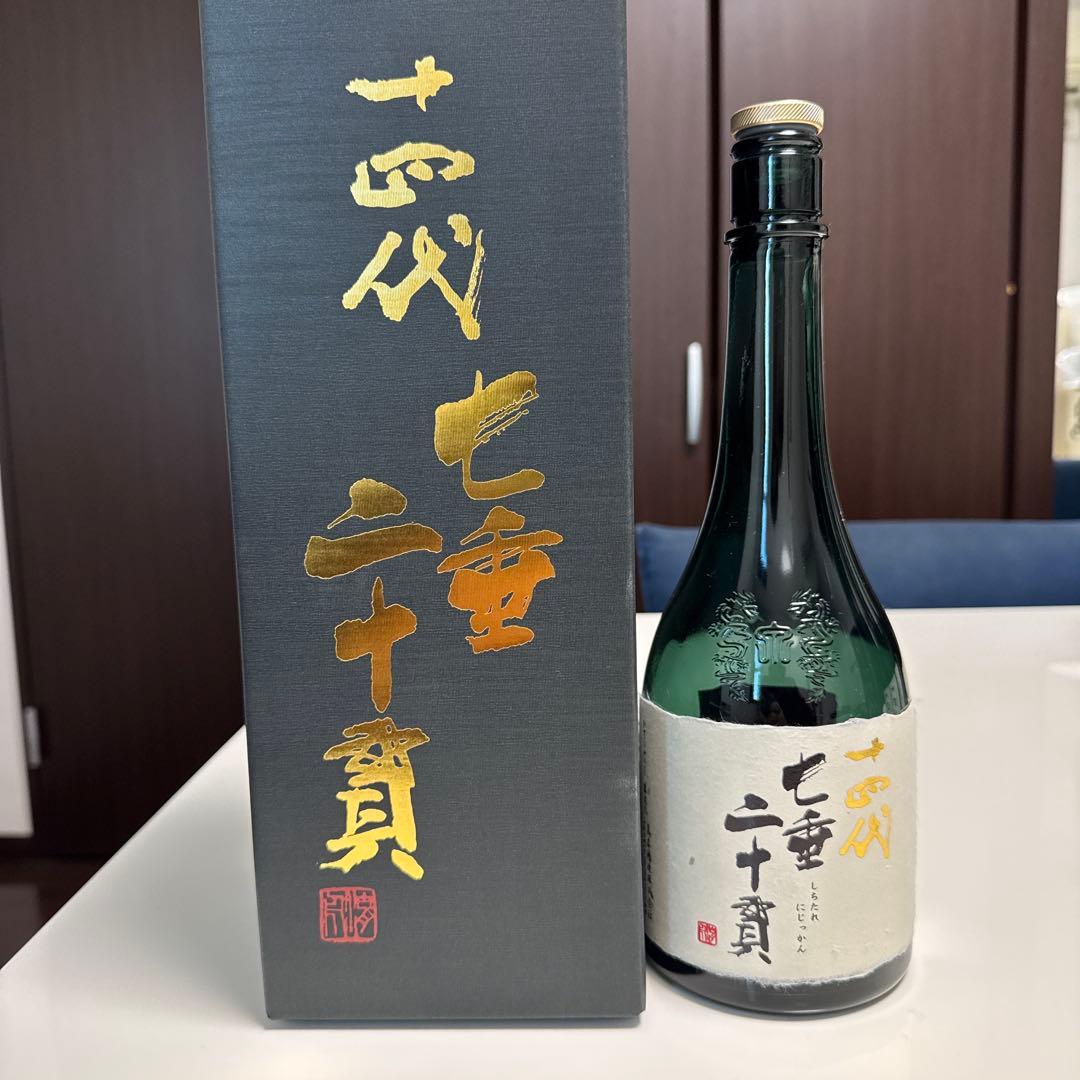 十四代
七垂
二十貫
十四代
七垂
二十貫
しちたれ
にじっかん